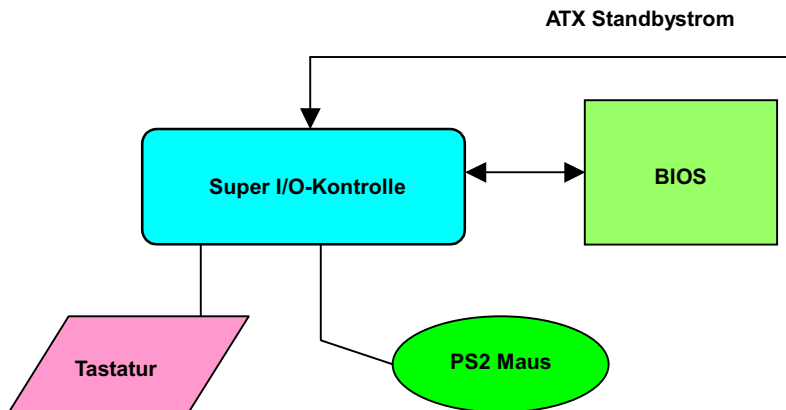 ATX Standbystrom
Super I/O-Kontrolle
BIOS
Tastatur
PS2 Maus